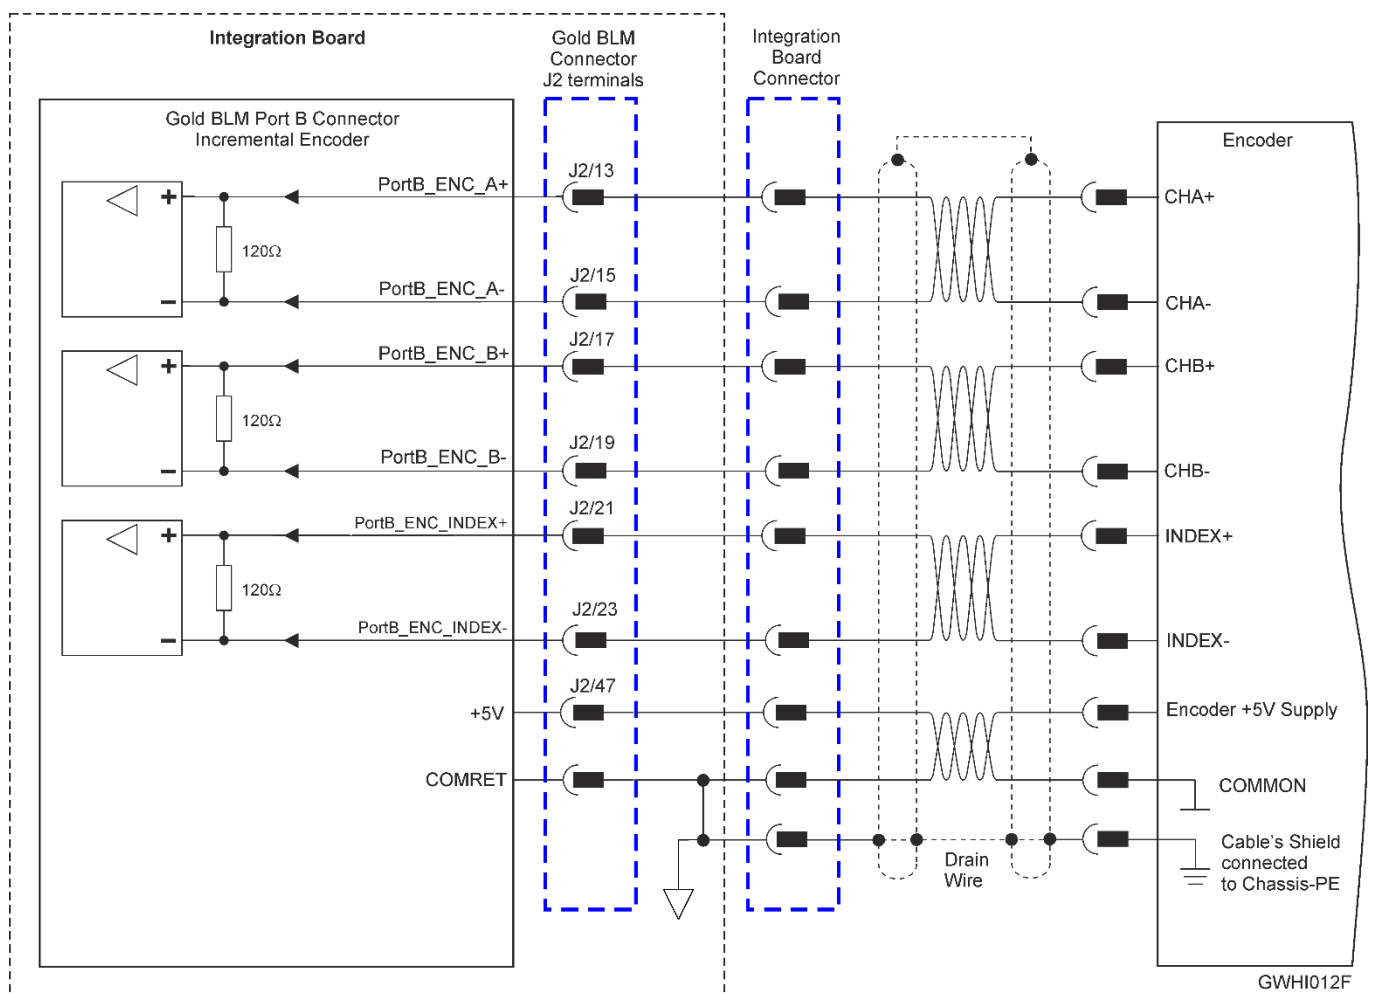 Integration Board
Gold BLM
Connector
J2 terminals
Integration
Board
Connector
Gold BLM Port B Connector
Incremental Encoder
Encoder
PortB_ENC_A+
J2/13
+
CHA+
120Ω
PortB_ENC_A-
J2/15
-
CHA-
PortB_ENC_B+
J2/17
+
CHB+
120Ω
PortB_ENC_B-
J2/19
-
CHB-
PortB_ENC_INDEX+
J2/21
+
INDEX+
120Ω
PortB_ENC_INDEX-
J2/23
-
INDEX-
+5V
J2/47
Encoder +5V Supply
COMRET
COMMON
Drain
Wire
Cable's Shield
connected
to Chassis-PE
GWHI012F